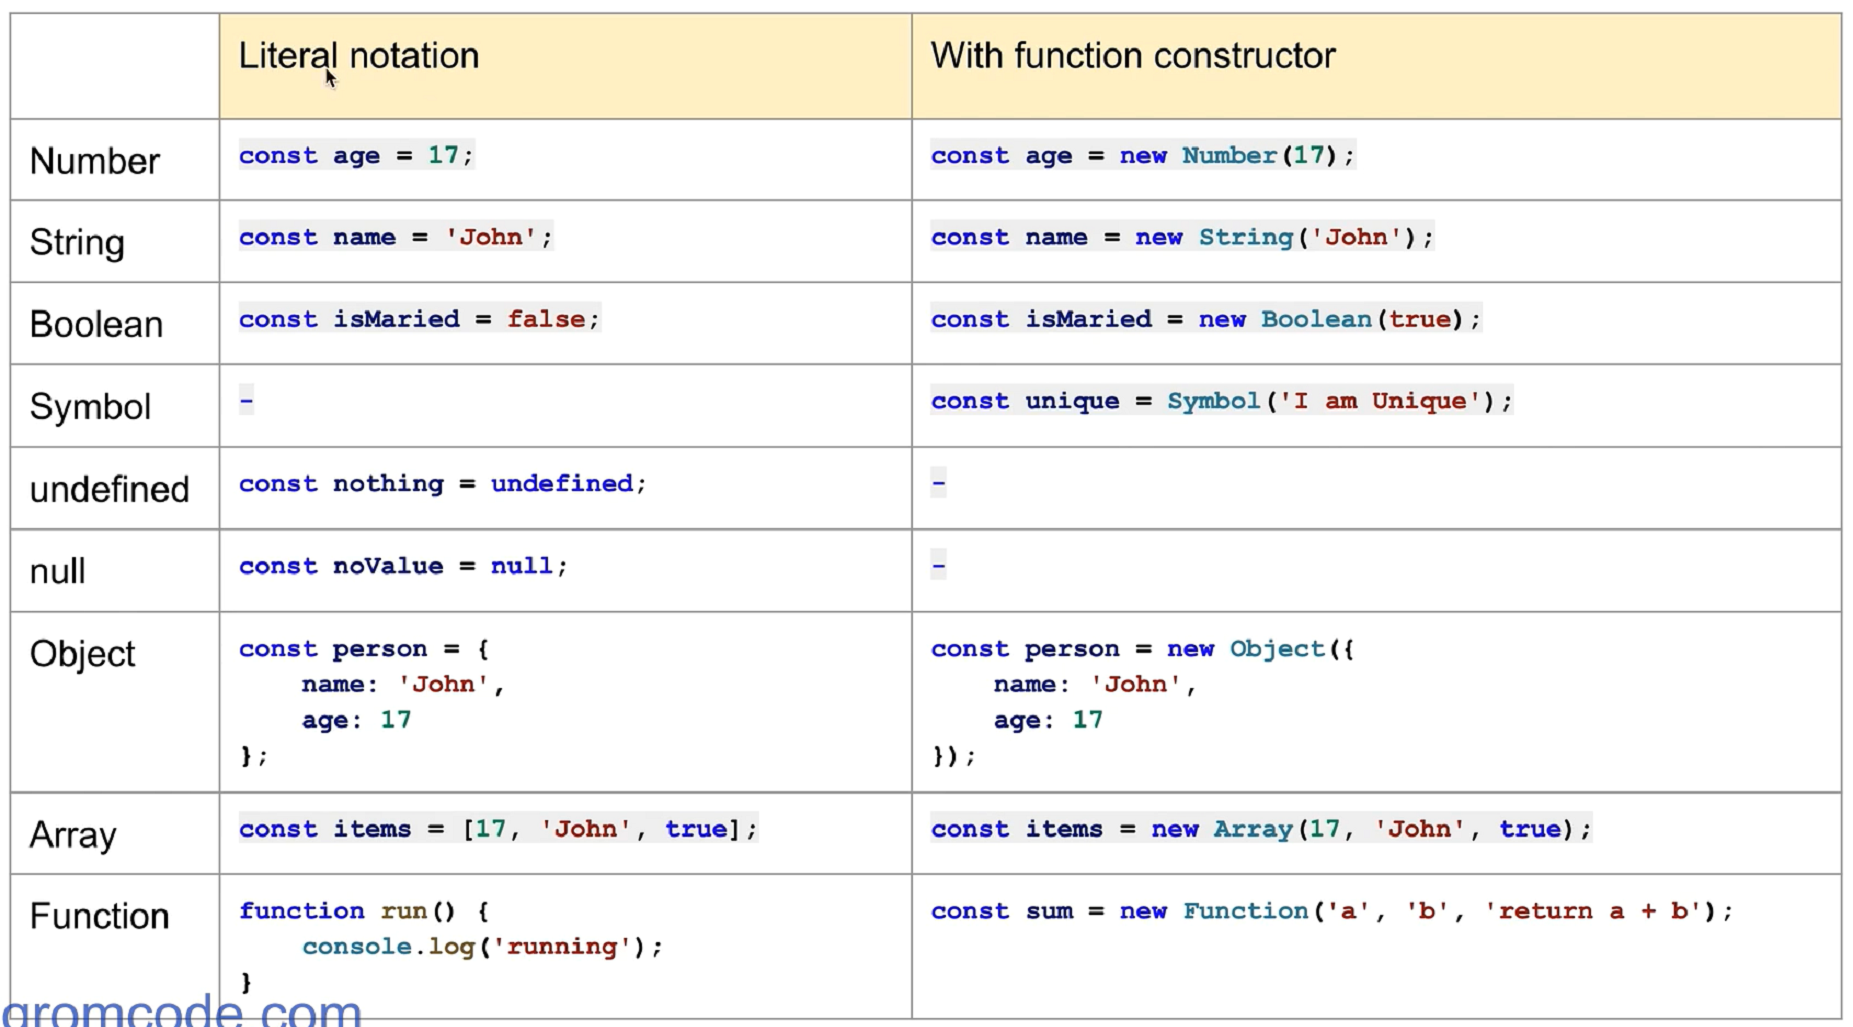 Literal notation
With function constructor
Number
const age = 17;
const age = new Number(17);
String
const name = 'John';
const name = new String('John');
Boolean
const isMaried = false;
const isMaried = new Boolean(true);
Symbol
-
const unique = Symbol('I am Unique');
undefined
const nothing = undefined;
-
null
const noValue = null;
-
Object
const person = {
    name: 'John',
    age: 17
};
const person = new Object({
    name: 'John',
    age: 17
});
Array
const items = [17, 'John', true];
const items = new Array(17, 'John', true);
Function
function run() {
    console.log('running');
}
const sum = new Function('a', 'b', 'return a + b');
gromcode.com